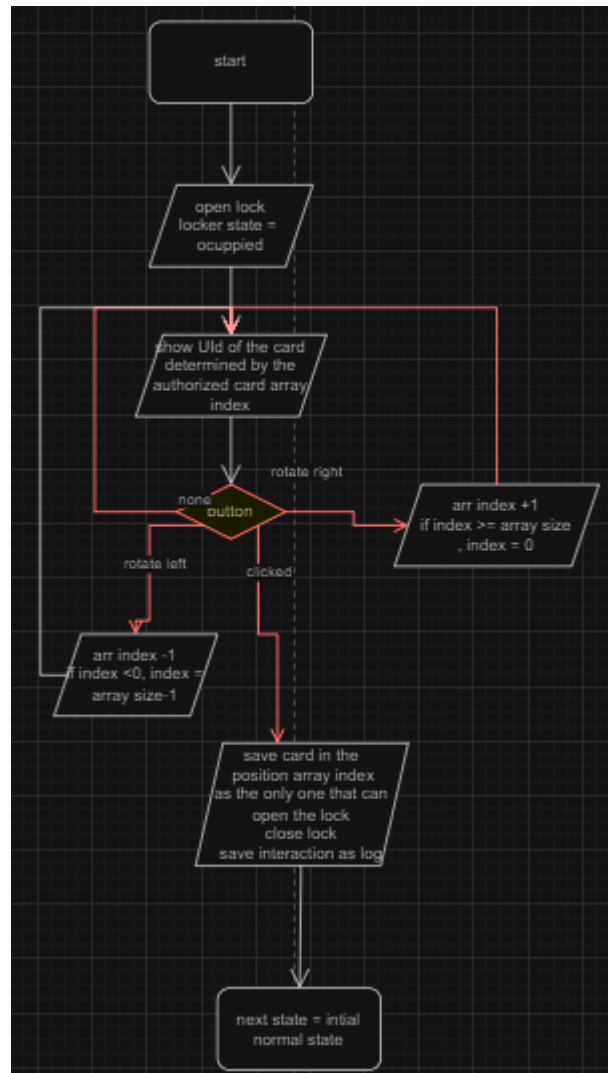 start
open lock
locker state =
ocuppied
show UId of the card
determined by the
authorized card array
index
rotate right
none
button
arr index +1
if index >= array size
, index = 0
rotate left
clicked
arr index -1
if index <0, index =
array size-1
save card in the
position array index
as the only one that can
open the lock
close lock
save interaction as log
next state = intial
normal state